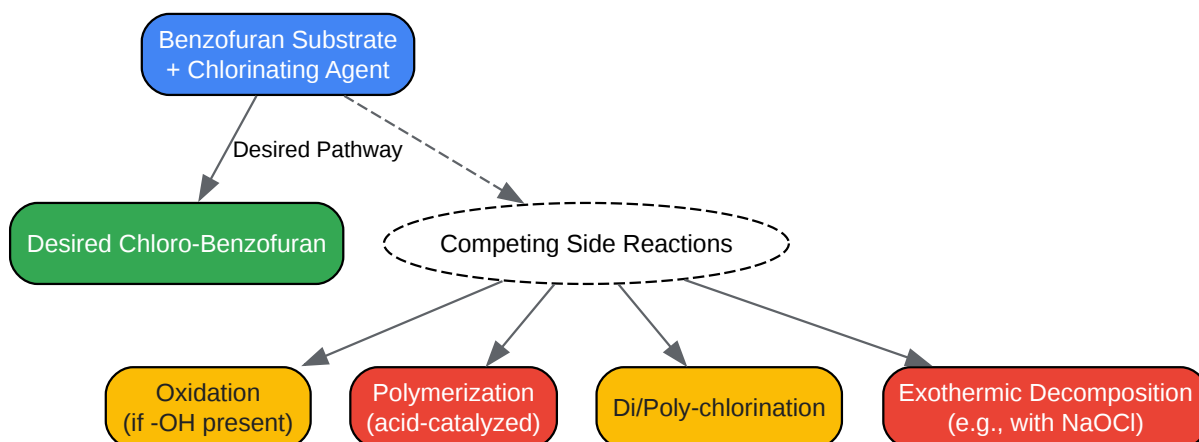 Benzofuran Substrate
+ Chlorinating Agent
Desired Pathway
Desired Chloro-Benzofuran
Competing Side Reactions
Oxidation
(if -OH present)
Polymerization
(acid-catalyzed)
Di/Poly-chlorination
Exothermic Decomposition
(e.g., with NaOCl)